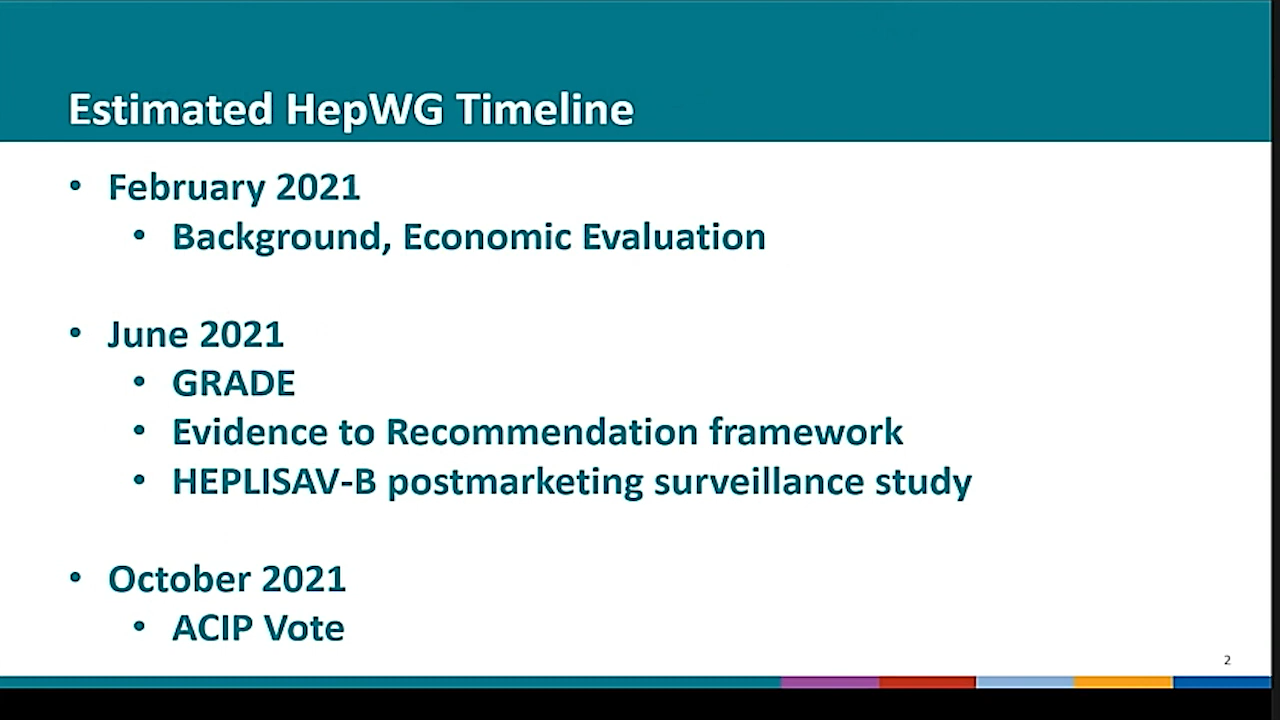 Estimated HepWG Timeline
• February 2021
• Background, Economic Evaluation
• June 2021
• GRADE
• Evidence to Recommendation framework
• HEPLISAV-B postmarketing surveillance study
• October 2021
• ACIP Vote
2